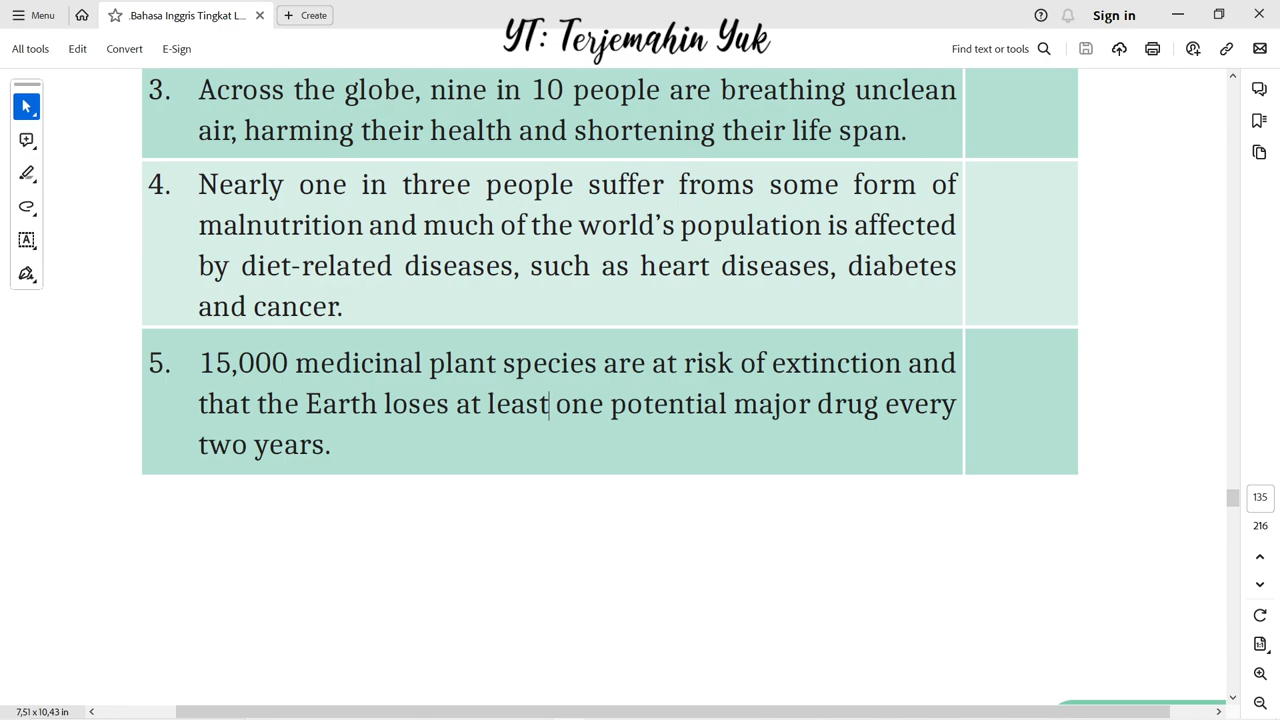 Menu
.Bahasa Inggris Tingkat L...
Create
Sign in
All tools
Edit
Convert
E-Sign
YT: Terjemahin Yuk
Find text or tools
3. Across the globe, nine in 10 people are breathing unclean
air, harming their health and shortening their life span.
4. Nearly one in three people suffer froms some form of
malnutrition and much of the world’s population is affected
by diet-related diseases, such as heart diseases, diabetes
and cancer.
5. 15,000 medicinal plant species are at risk of extinction and
that the Earth loses at least one potential major drug every
two years.
135
216
7,51 x 10,43 in